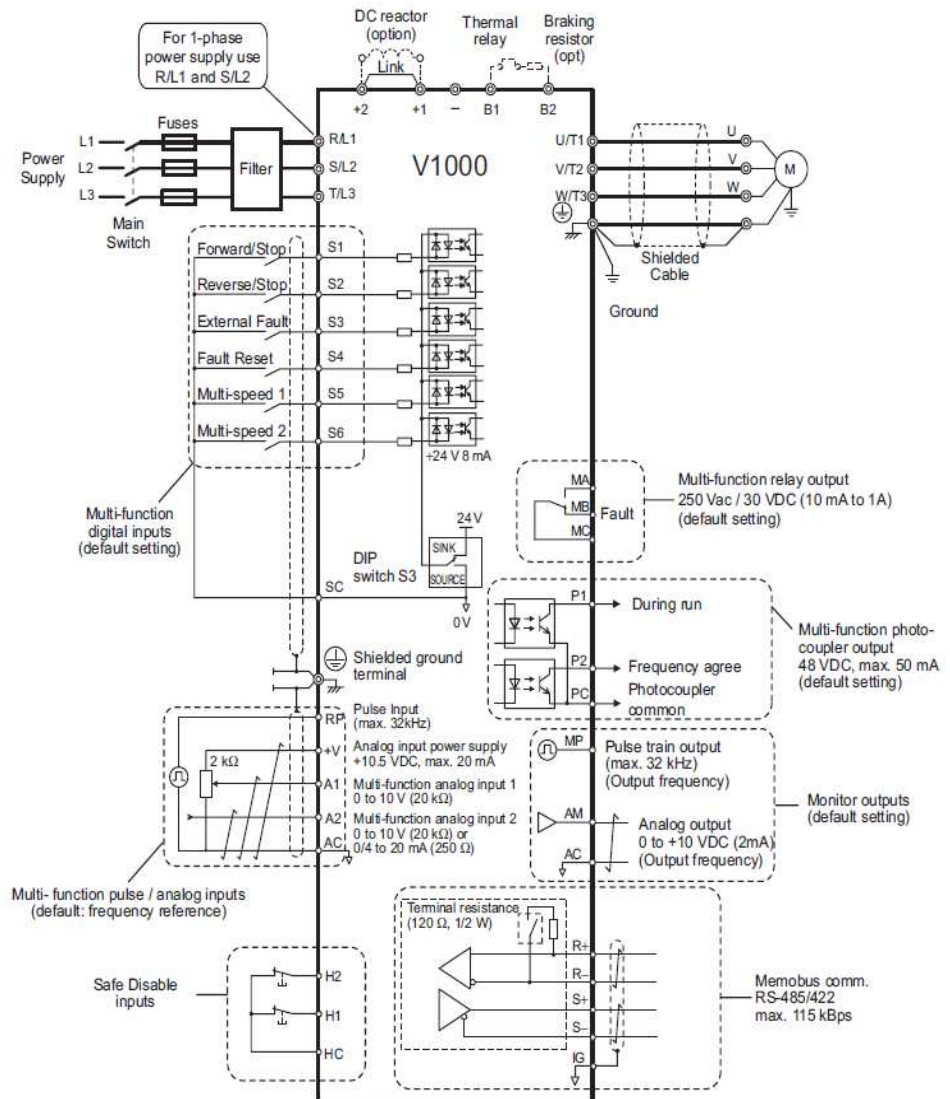 DC reactor
(option)
Thermal
relay
Braking
resistor
(opt)
For 1-phase
power supply use
R/L1 and S/L2
Link
+2
+1
–
B1
B2
Fuses
L1
L2
L3
Power
Supply
Main
Switch
Filter
R/L1
S/L2
T/L3
V1000
U/T1
V/T2
W/T3
U
V
W
M
Shielded
Cable
Ground
Forward/Stop
S1
Reverse/Stop
S2
External Fault
S3
Fault Reset
S4
Multi-speed 1
S5
Multi-speed 2
S6
+24 V 8 mA
Multi-function
digital inputs
(default setting)
24 V
SINK
SOURCE
DIP
switch S3
0 V
SC
MA
MB
MC
Fault
Multi-function relay output
250 Vac / 30 VDC (10 mA to 1A)
(default setting)
P1
During run
P2
Frequency agree
PC
Photocoupler
common
Multi-function photo-
coupler output
48 VDC, max. 50 mA
(default setting)
Shielded ground
terminal
RP
Pulse Input
(max. 32kHz)
+V
Analog input power supply
+10.5 VDC, max. 20 mA
2 kΩ
A1
Multi-function analog input 1
0 to 10 V (20 kΩ)
A2
Multi-function analog input 2
0 to 10 V (20 kΩ) or
0/4 to 20 mA (250 Ω)
AC
Multi- function pulse / analog inputs
(default: frequency reference)
MP
Pulse train output
(max. 32 kHz)
(Output frequency)
AM
Analog output
0 to +10 VDC (2mA)
(Output frequency)
AC
Monitor outputs
(default setting)
Terminal resistance
(120 Ω, 1/2 W)
R+
R–
S+
S–
IG
Memobus comm.
RS-485/422
max. 115 kBps
Safe Disable
inputs
H2
H1
HC